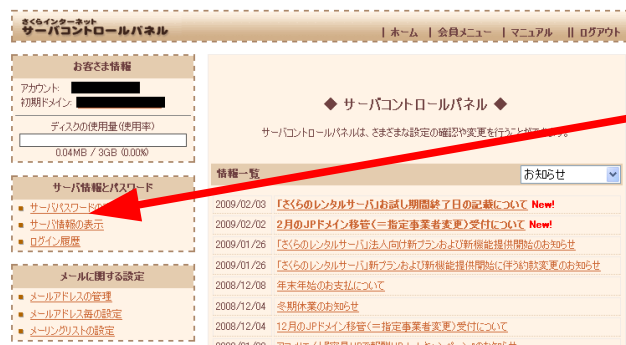 さくらインターネット
サーバコントロールパネル
| ホーム | 会員メニュー | マニュアル || ログアウト
お客さま情報
アカウント:
初期ドメイン:
ディスクの使用量(使用率)
0.04MB / 3GB (0.00%)
サーバ情報とパスワード
サーバパスワードの
サーバ情報の表示
ログイン履歴
メールに関する設定
メールアドレスの管理
メールアドレス毎の設定
メーリングリストの設定
◆ サーバコントロールパネル ◆
サーバコントロールパネルは、さまざまな設定の確認や変更を行うことが
情報一覧
お知らせ
2009/02/03 「さくらのレンタルサーバ」お試し期間終了日の記載について New!
2009/02/02 2月のJPドメイン移管(=指定事業者変更)受付について New!
2009/01/26 「さくらのレンタルサーバ」法人向け新プランおよび新機能提供開始のお知らせ
2009/01/26 「さくらのレンタルサーバ」新プランおよび新機能提供開始に伴う約款変更のお知らせ
2008/12/08 年末年始のお支払について
2008/12/04 冬期休業のお知らせ
2008/12/04 12月のJPドメイン移管(=指定事業者変更)受付について